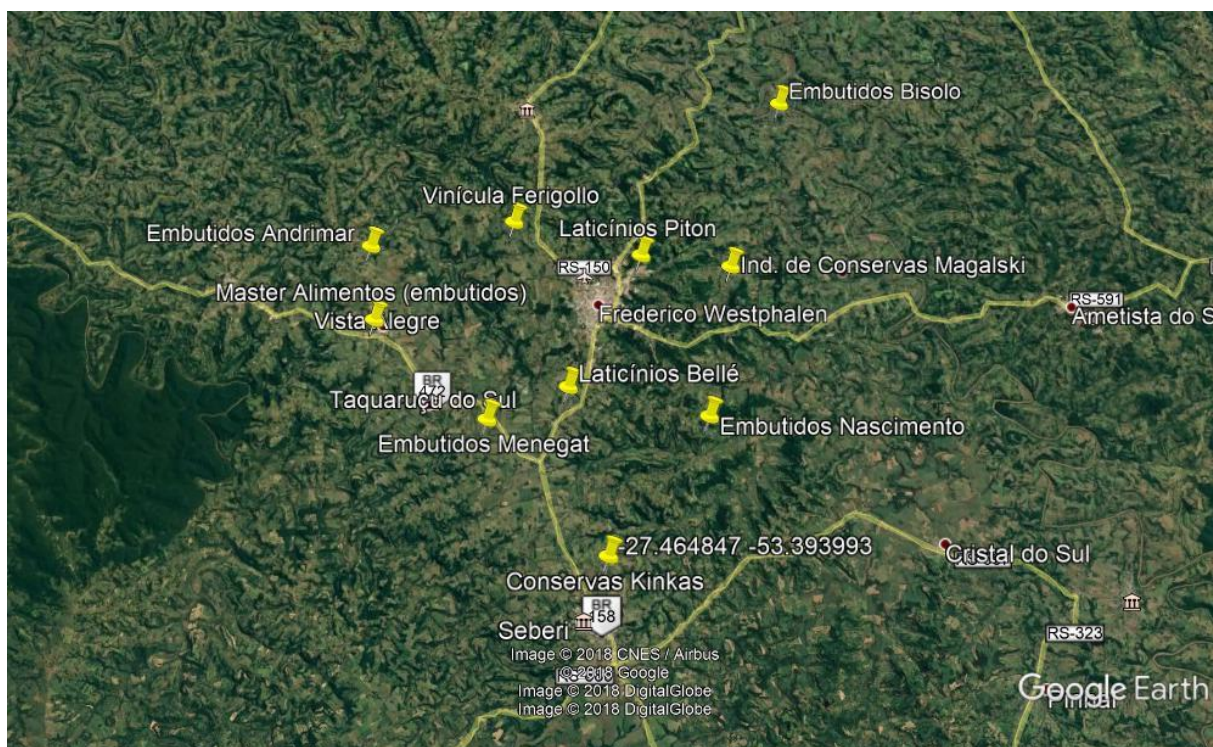 Embutidos Bisolo
Vinícula Ferigollo
Embutidos Andrimar
Laticínios Piton
RS-150
Ind. de Conservas Magalski
Master Alimentos (embutidos)
Vista Alegre
Frederico Westphalen
RS-591
Ametista do S
Laticínios Bellé
BR
472
Taquaruçu do Sul
Embutidos Menegat
Embutidos Nascimento
-27.464847 -53.393993
Cristal do Sul
Conservas Kinkas
BR
158
Seberi
RS-323
Image © 2018 CNES / Airbus
© 2018 Google
Image © 2018 DigitalGlobe
Image © 2018 DigitalGlobe
Google Earth